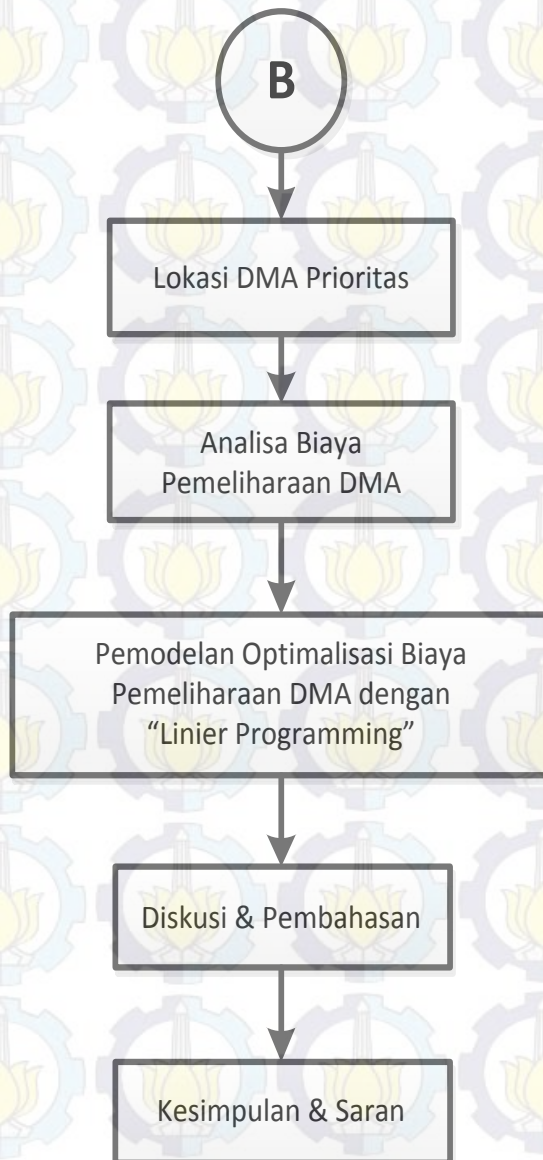 B
Lokasi DMA Prioritas
Analisa Biaya
Pemeliharaan DMA
Pemodelan Optimalisasi Biaya
Pemeliharaan DMA dengan
“Linier Programming”
Diskusi & Pembahasan
Kesimpulan & Saran